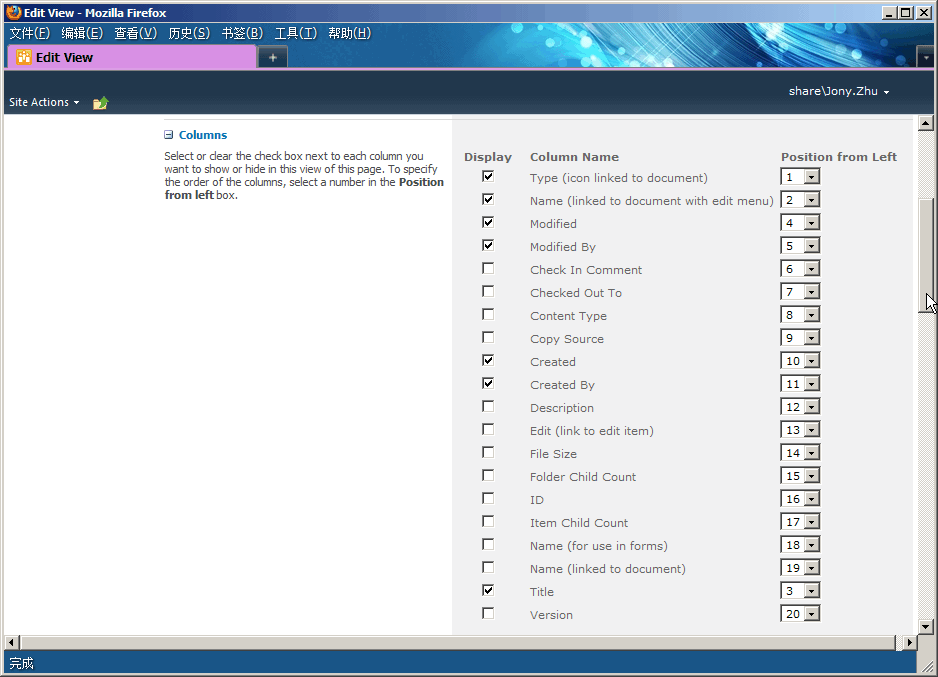 Edit View - Mozilla Firefox
文件(F) 编辑(E) 查看(V) 历史(S) 书签(B) 工具(T) 帮助(H)
Edit View
+
share\Jony.Zhu
Site Actions
Columns
Select or clear the check box next to each column you
want to show or hide in this view of this page. To specify
the order of the columns, select a number in the Position
from left box.
Display Column Name Position from Left
Type (icon linked to document) 1
Name (linked to document with edit menu) 2
Modified 4
Modified By 5
Check In Comment 6
Checked Out To 7
Content Type 8
Copy Source 9
Created 10
Created By 11
Description 12
Edit (link to edit item) 13
File Size 14
Folder Child Count 15
ID 16
Item Child Count 17
Name (for use in forms) 18
Name (linked to document) 19
Title 3
Version 20
完成